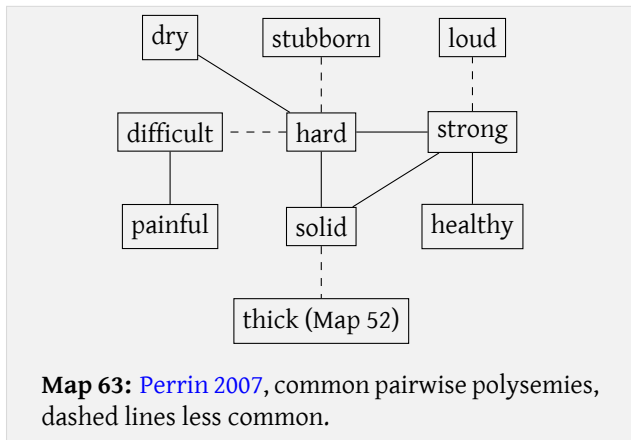 dry stubborn loud
difficult hard strong
painful solid healthy
thick (Map 52)
Map 63: Perrin 2007, common pairwise polysemies,
dashed lines less common.